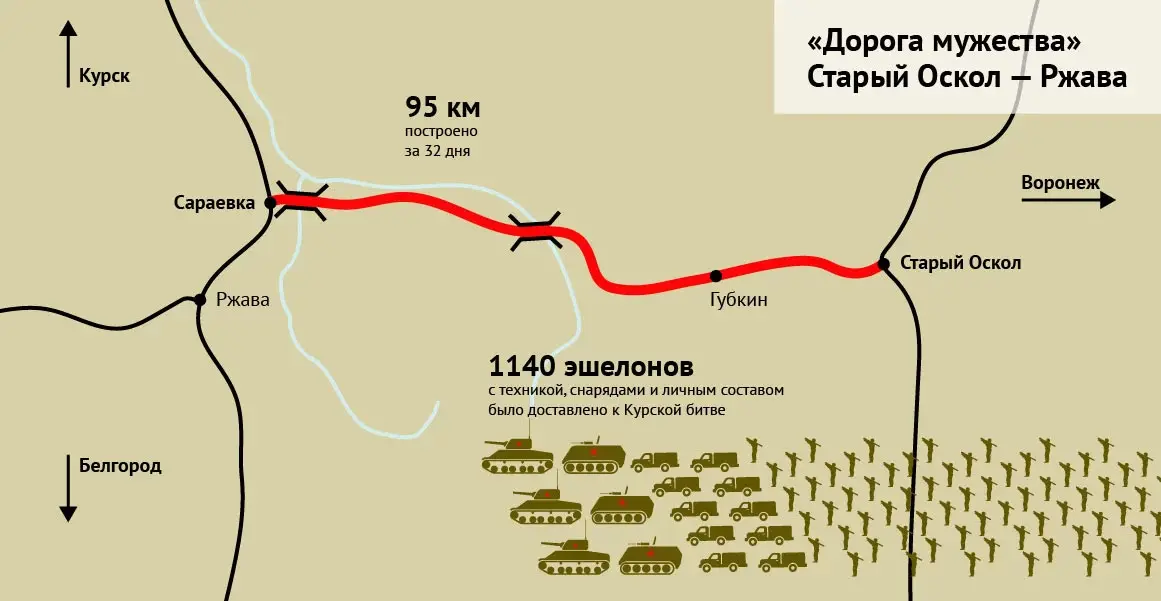 «Дорога мужества»
Старый Оскол — Ржава
Курск
95 км
построено
за 32 дня
Воронеж
Сараевка
Старый Оскол
Ржава
Губкин
1140 эшелонов
с техникой, снарядами и личным составом
было доставлено к Курской битве
Белгород